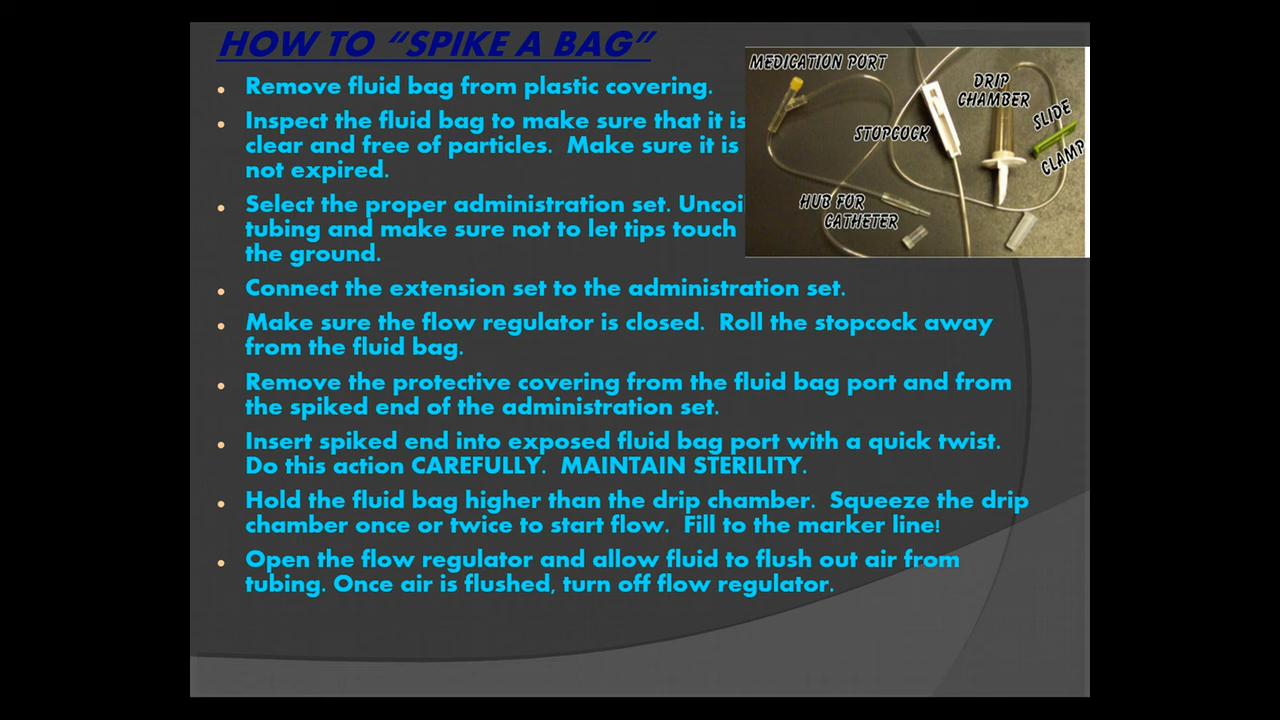 HOW TO “SPIKE A BAG”
Remove fluid bag from plastic covering.
Inspect the fluid bag to make sure that it is
clear and free of particles.  Make sure it is
not expired.
Select the proper administration set. Uncoil
tubing and make sure not to let tips touch
the ground.
Connect the extension set to the administration set.
Make sure the flow regulator is closed.  Roll the stopcock away
from the fluid bag.
Remove the protective covering from the fluid bag port and from
the spiked end of the administration set.
Insert spiked end into exposed fluid bag port with a quick twist.
Do this action CAREFULLY.  MAINTAIN STERILITY.
Hold the fluid bag higher than the drip chamber.  Squeeze the drip
chamber once or twice to start flow.  Fill to the marker line!
Open the flow regulator and allow fluid to flush out air from
tubing. Once air is flushed, turn off flow regulator.
MEDICATION PORT
DRIP
CHAMBER
SLIDE
CLAMP
STOPCOCK
HUB FOR
CATHETER